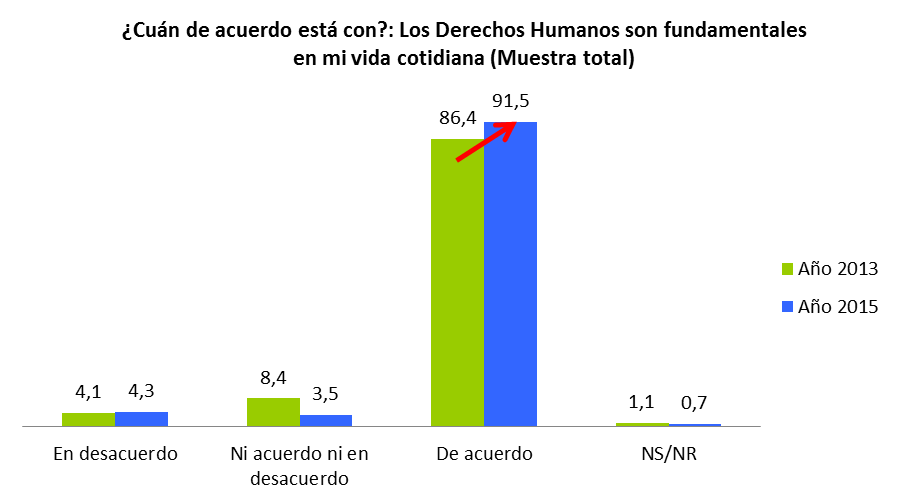 ¿Cuán de acuerdo está con?: Los Derechos Humanos son fundamentales
en mi vida cotidiana (Muestra total)
91,5
86,4
8,4
4,1
4,3
3,5
1,1
0,7
En desacuerdo
Ni acuerdo ni en
desacuerdo
De acuerdo
NS/NR
Año 2013
Año 2015